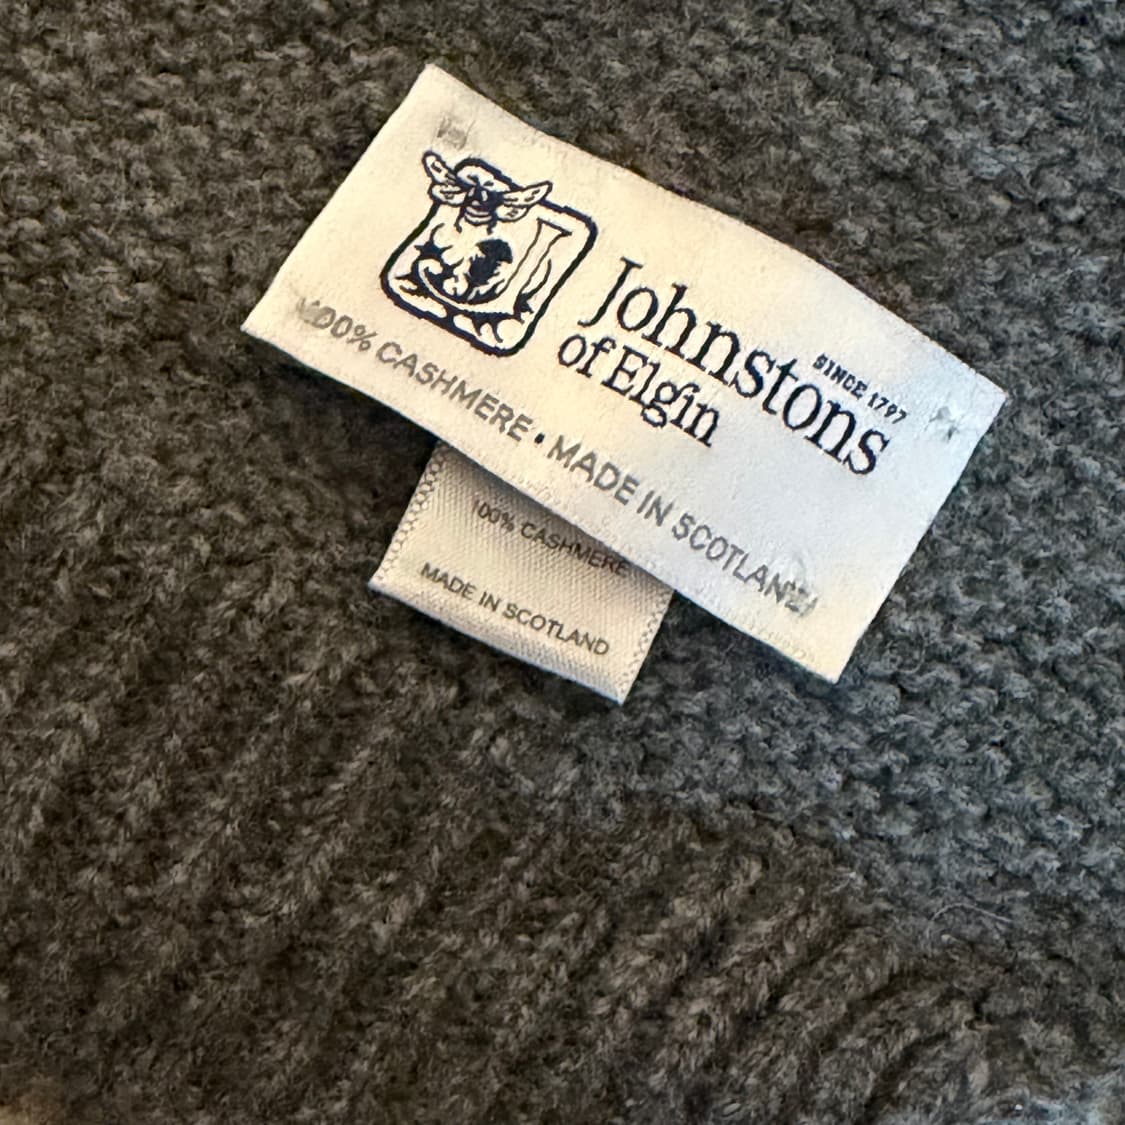 Johnstons
of Elgin
SINCE 1797
100% CASHMERE • MADE IN SCOTLAND
100% CASHMERE
MADE IN SCOTLAND